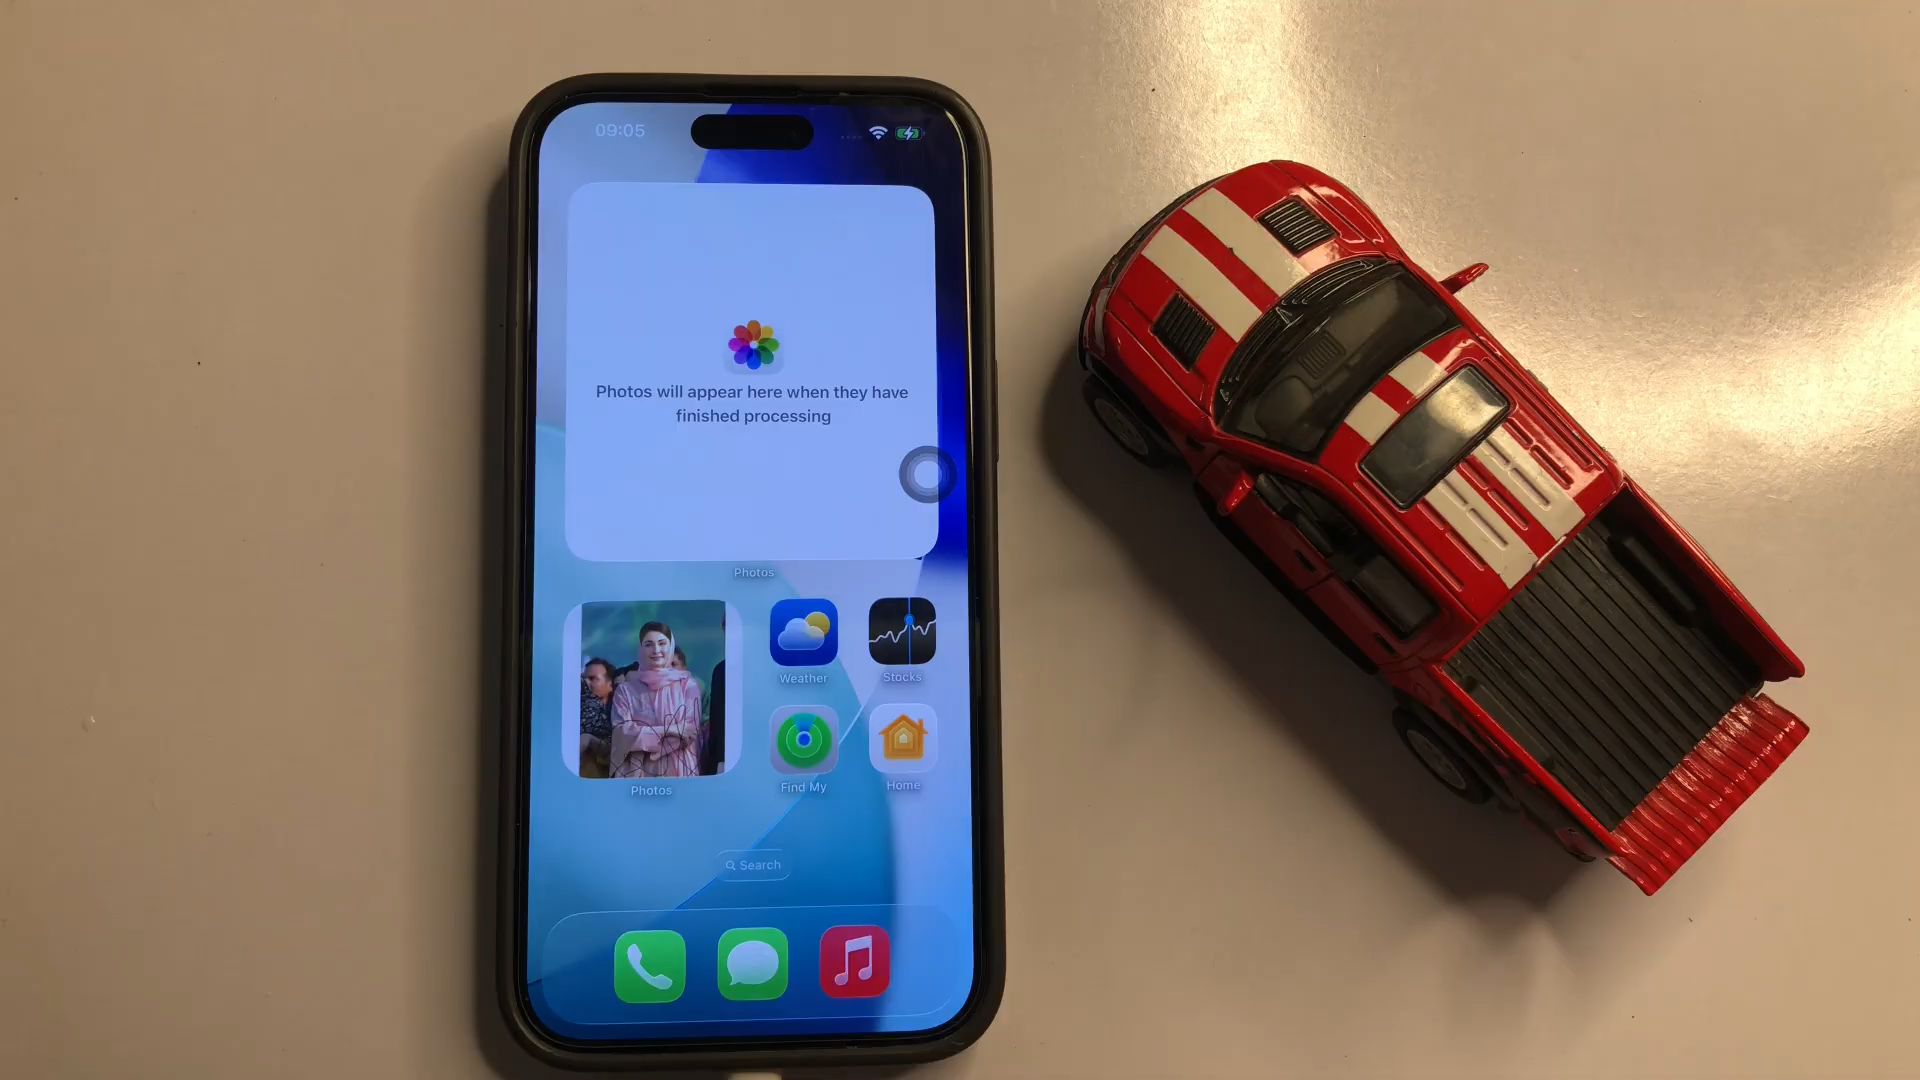 09:05
Photos will appear here when they have
finished processing
Photos
Weather
Stocks
Photos
Find My
Home
Search